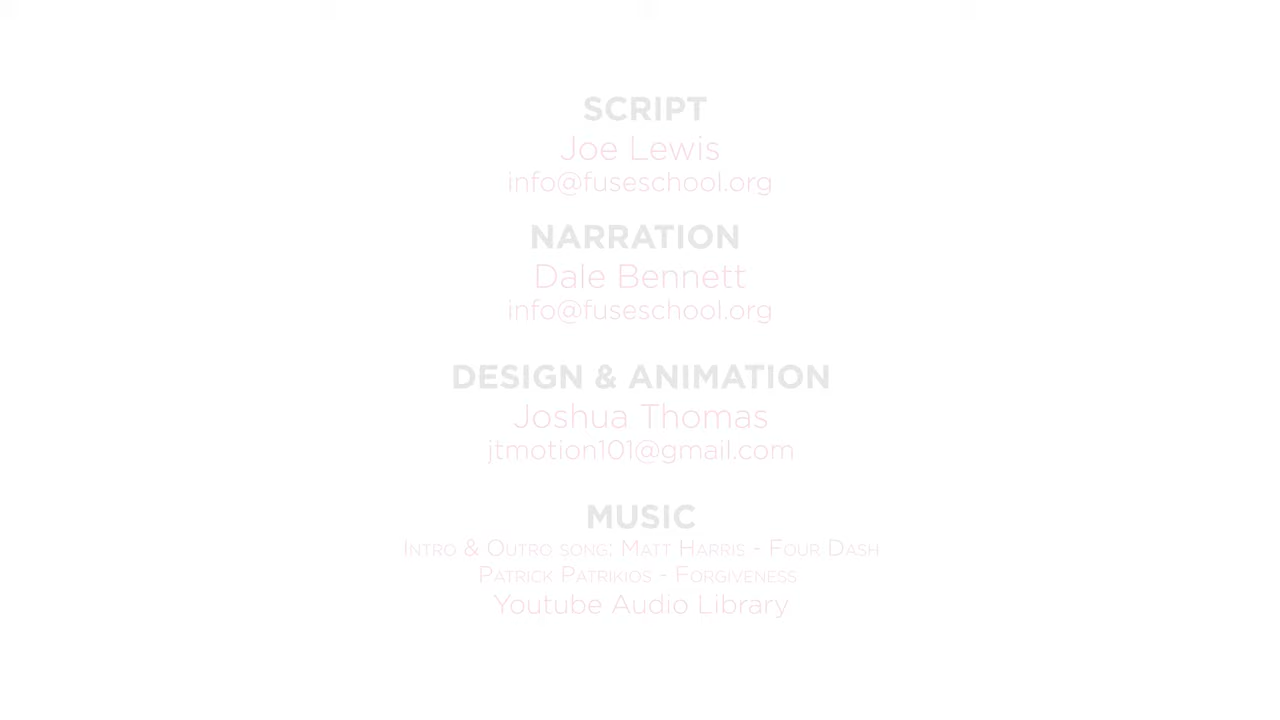 SCRIPT
Joe Lewis
info@fuseschool.org
NARRATION
Dale Bennett
info@fuseschool.org
DESIGN & ANIMATION
Joshua Thomas
jtmotion101@gmail.com
MUSIC
Intro & Outro song; Matt Harris - Four Dash
Patrick Patrikios - Forgiveness
Youtube Audio Library